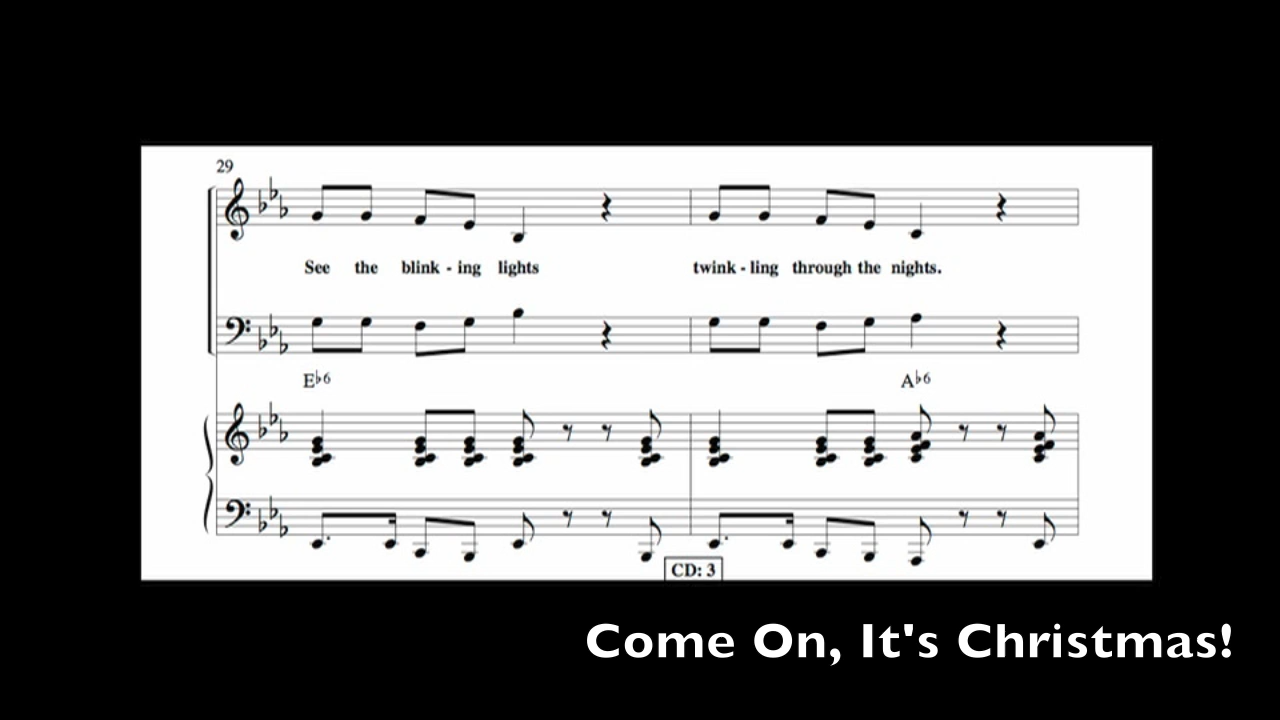 29
See the blink - ing lights twink - ling through the nights.
E♭6 A♭6
CD: 3
Come On, It's Christmas!